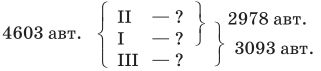 4603 авт. { II — ? } 2978 авт.
I — ?
III — ? } 3093 авт.